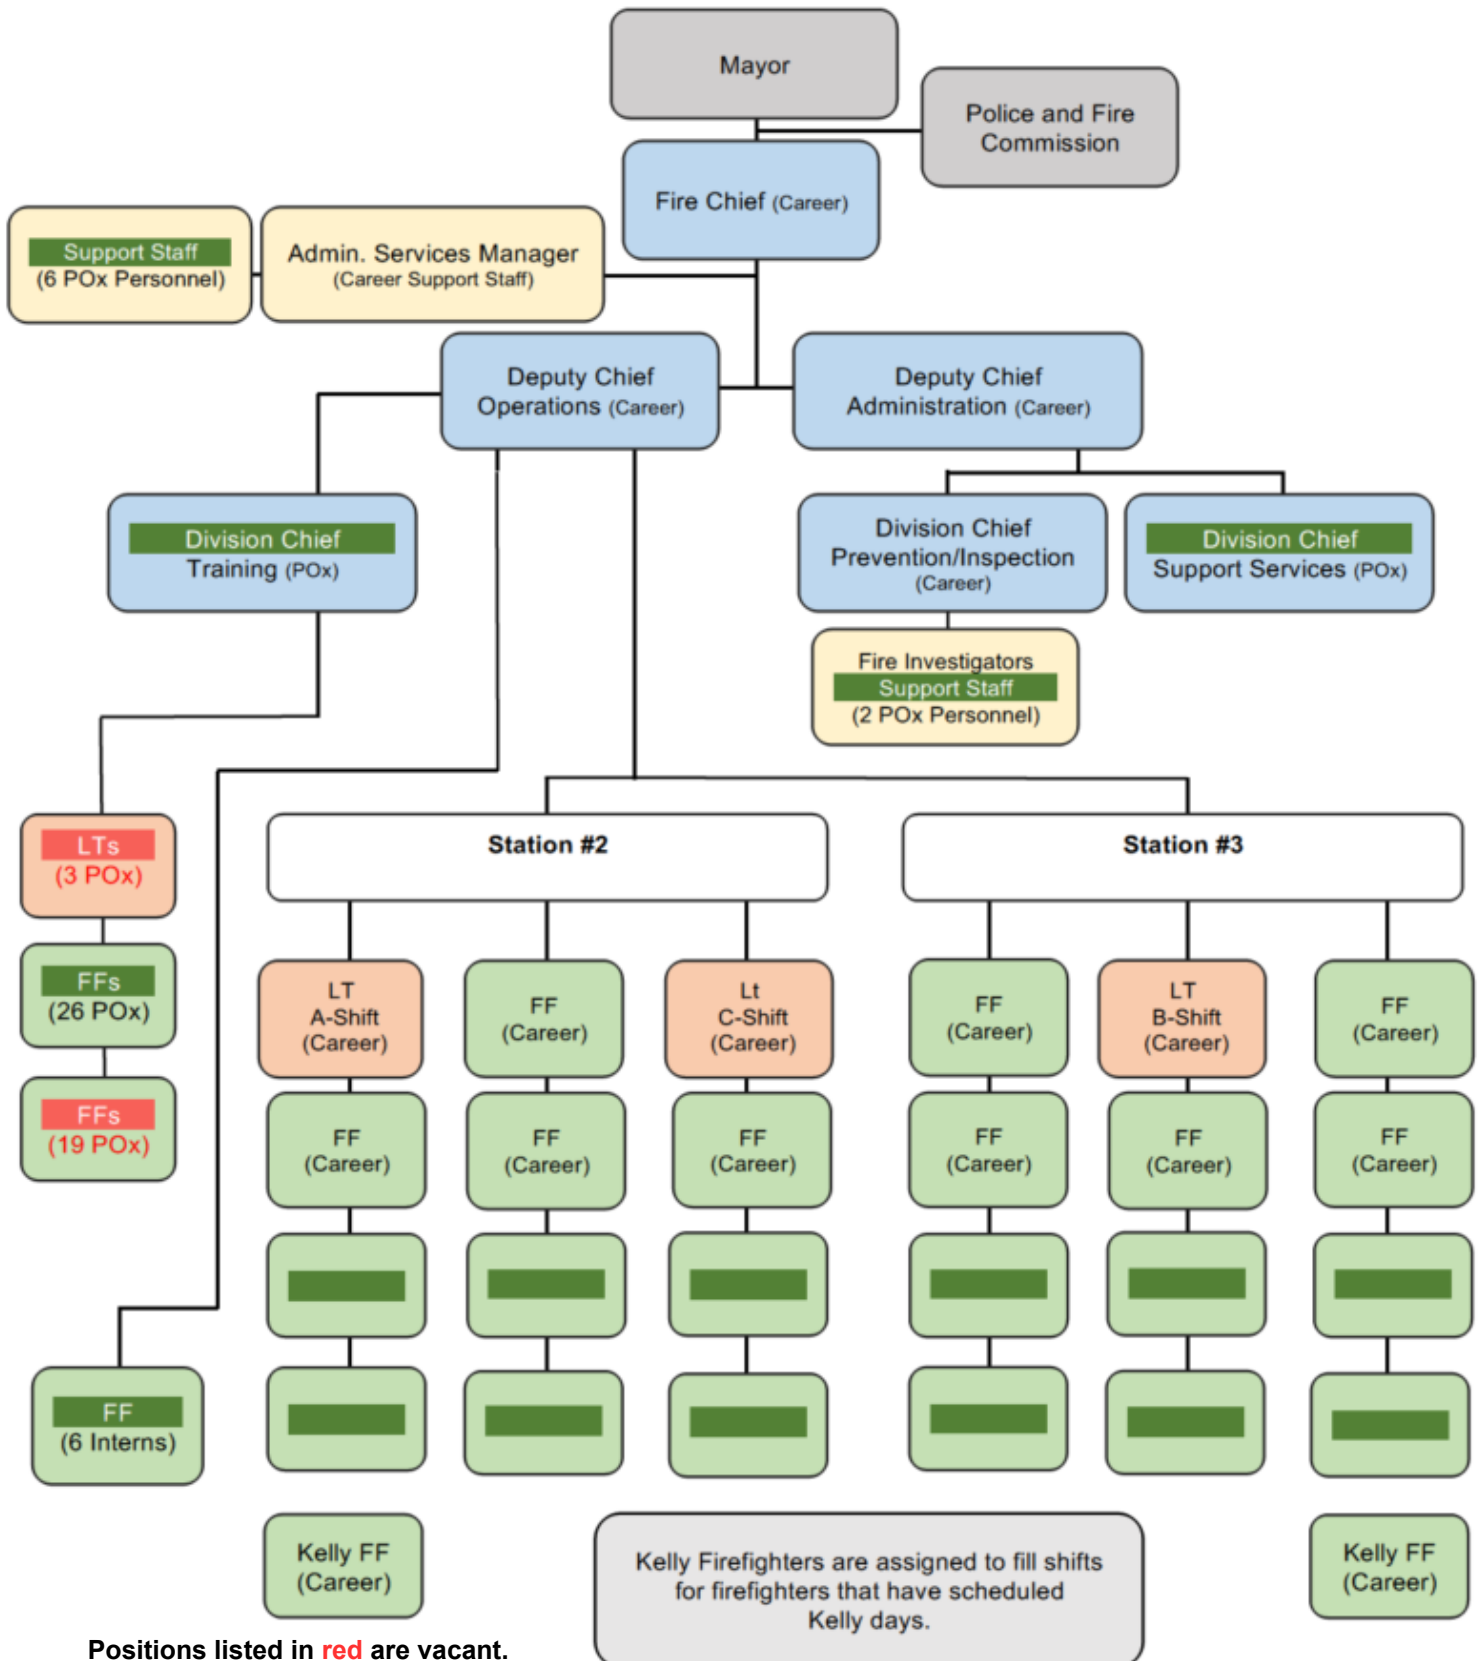 Mayor
Police and Fire
Commission
Fire Chief (Career)
Support Staff
(6 POx Personnel)
Admin. Services Manager
(Career Support Staff)
Deputy Chief
Operations (Career)
Deputy Chief
Administration (Career)
Division Chief
Training (POx)
Division Chief
Prevention/Inspection
(Career)
Division Chief
Support Services (POx)
Fire Investigators
Support Staff
(2 POx Personnel)
LTs
(3 POx)
FFs
(26 POx)
FFs
(19 POx)
FF
(6 Interns)
Station #2
Station #3
LT
A-Shift
(Career)
FF
(Career)
Lt
C-Shift
(Career)
FF
(Career)
LT
B-Shift
(Career)
FF
(Career)
FF
(Career)
FF
(Career)
FF
(Career)
FF
(Career)
FF
(Career)
FF
(Career)
Kelly FF
(Career)
Kelly Firefighters are assigned to fill shifts
for firefighters that have scheduled
Kelly days.
Kelly FF
(Career)
Positions listed in red are vacant.